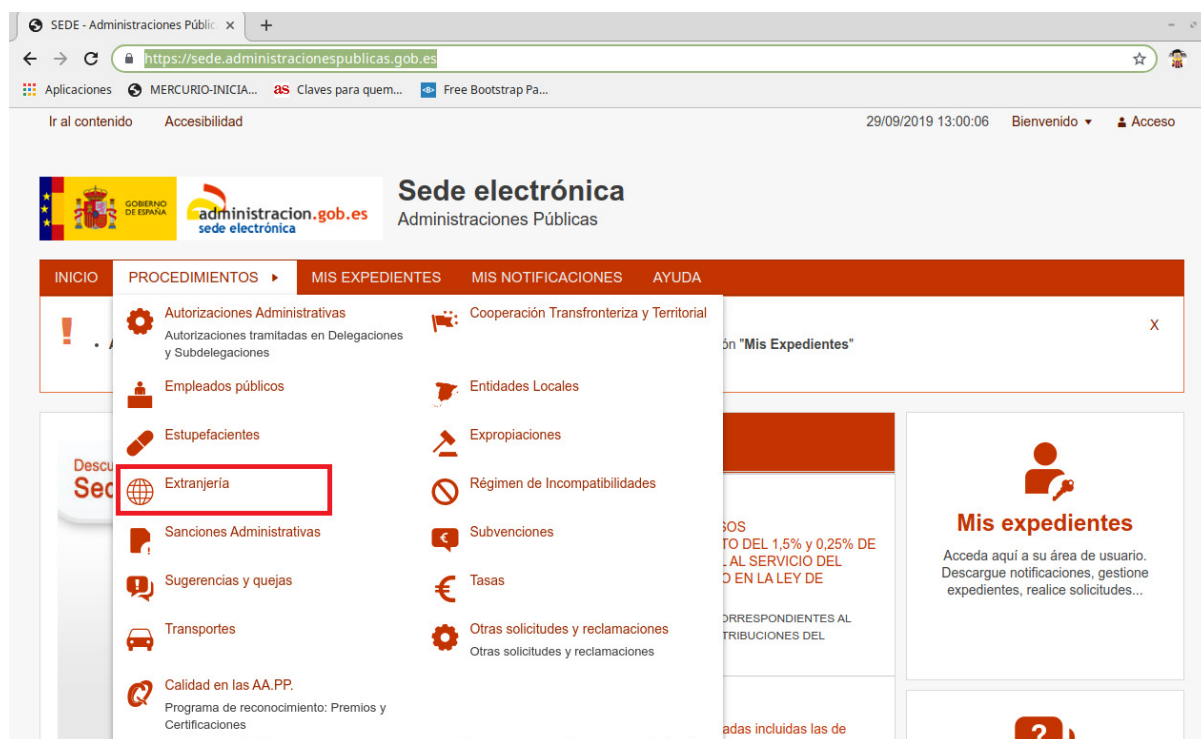 SEDE - Administraciones Públic
https://sede.administracionespublicas.gob.es
Aplicaciones MERCURIO-INICIA... as Claves para quem... Free Bootstrap Pa...
Ir al contenido Accesibilidad 29/09/2019 13:00:06 Bienvenido Acceso
GOBIERNO
DE ESPAÑA
administracion.gob.es
sede electrónica
Sede electrónica
Administraciones Públicas
INICIO PROCEDIMIENTOS MIS EXPEDIENTES MIS NOTIFICACIONES AYUDA
Autorizaciones Administrativas
Autorizaciones tramitadas en Delegaciones
y Subdelegaciones
Cooperación Transfronteriza y Territorial
X
"Mis Expedientes"
Empleados públicos
Entidades Locales
Estupefacientes
Expropiaciones
Descu
Sed
Extranjería
Régimen de Incompatibilidades
Sanciones Administrativas
Subvenciones
Sugerencias y quejas
Tasas
Transportes
Otras solicitudes y reclamaciones
Otras solicitudes y reclamaciones
Calidad en las AA.PP.
Programa de reconocimiento: Premios y
Certificaciones
SOS
TO DEL 1,5% y 0,25% DE
L AL SERVICIO DEL
O EN LA LEY DE
ORRESPONDIENTES AL
TRIBUCIONES DEL
adas incluidas las de
Mis expedientes
Acceda aquí a su área de usuario.
Descargue notificaciones, gestione
expedientes, realice solicitudes...